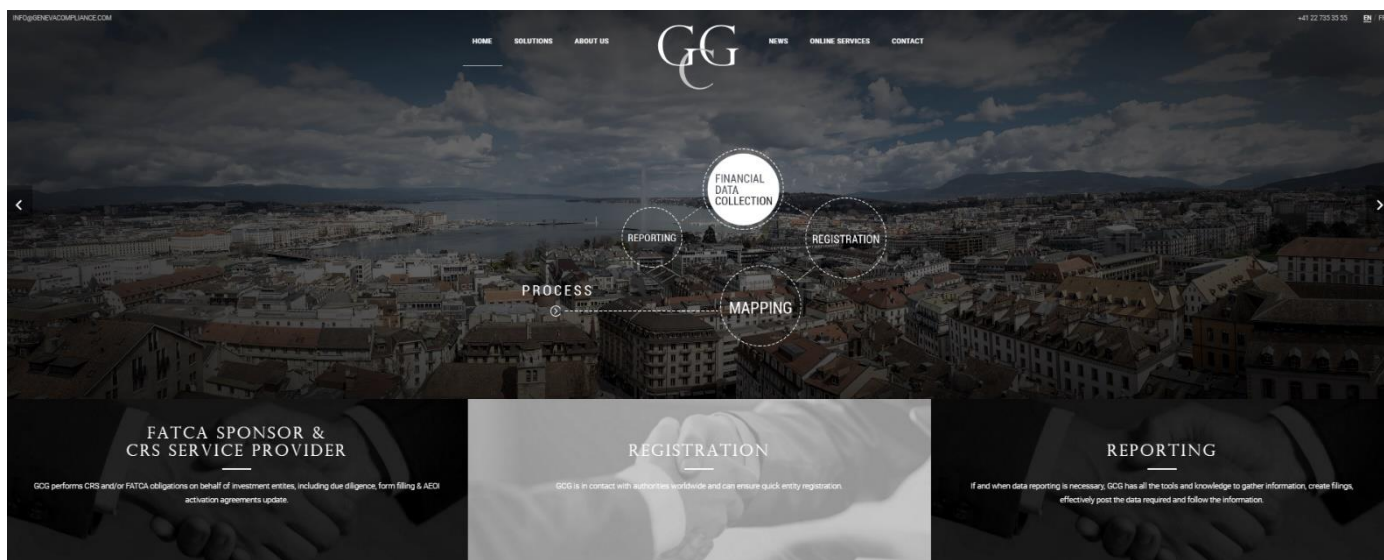 INFO@GENEVACOMPLIANCE.COM
+41 22 735 35 55 EN / FR
HOME SOLUTIONS ABOUT US GCGC NEWS ONLINE SERVICES CONTACT
FINANCIAL
DATA
COLLECTION
REPORTING
REGISTRATION
PROCESS
MAPPING
FATCA SPONSOR &
CRS SERVICE PROVIDER
GCG performs CRS and/or FATCA obligations on behalf of investment entites, including due diligence, form filling & AEOI
activation agreements update.
REGISTRATION
GCG is in contact with authorities worldwide and can ensure quick entity registration.
REPORTING
If and when data reporting is necessary, GCG has all the tools and knowledge to gather information, create filings,
effectively post the data required and follow the information.